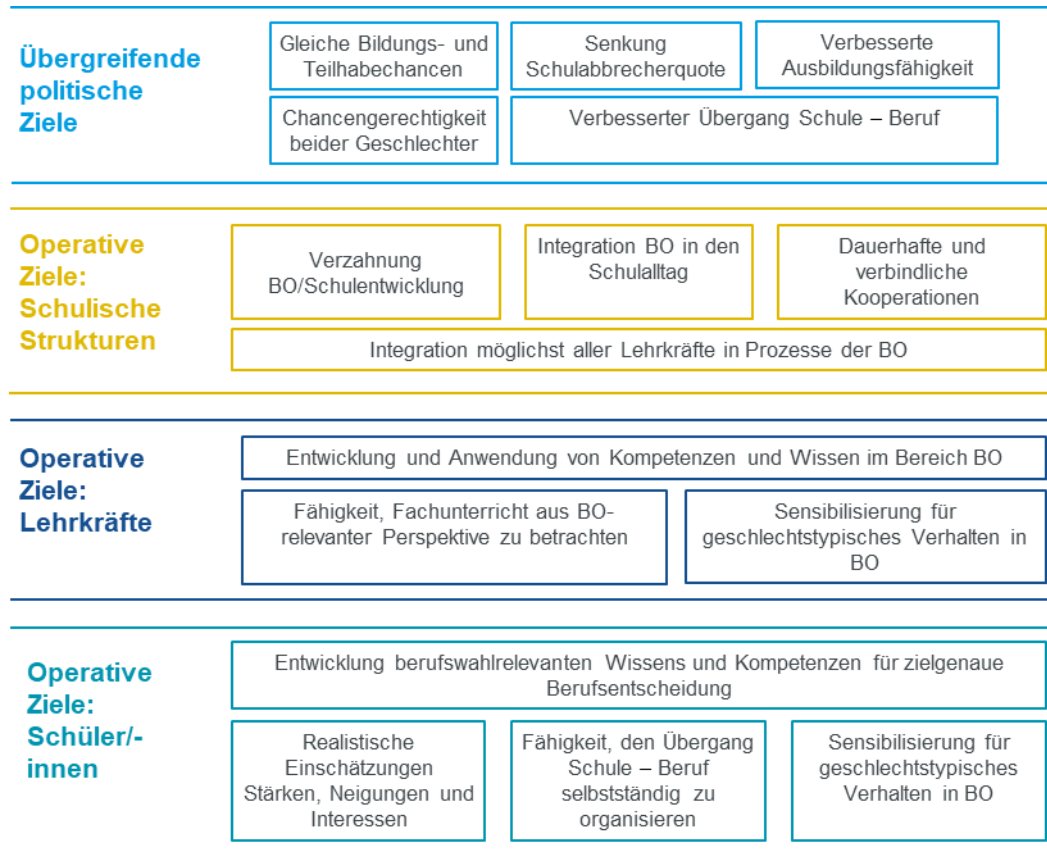 Übergreifende
politische
Ziele
Gleiche Bildungs- und
Teilhabechancen
Senkung
Schulabbrecherquote
Verbesserte
Ausbildungsfähigkeit
Chancengerechtigkeit
beider Geschlechter
Verbesserter Übergang Schule – Beruf
Operative
Ziele:
Schulische
Strukturen
Verzahnung
BO/Schulentwicklung
Integration BO in den
Schulalltag
Dauerhafte und
verbindliche
Kooperationen
Integration möglichst aller Lehrkräfte in Prozesse der BO
Operative
Ziele:
Lehrkräfte
Entwicklung und Anwendung von Kompetenzen und Wissen im Bereich BO
Fähigkeit, Fachunterricht aus BO-
relevanter Perspektive zu betrachten
Sensibilisierung für
geschlechtstypisches Verhalten in
BO
Operative
Ziele:
Schüler/-
innen
Entwicklung berufswahlrelevanten Wissens und Kompetenzen für zielgenaue
Berufsentscheidung
Realistische
Einschätzungen
Stärken, Neigungen und
Interessen
Fähigkeit, den Übergang
Schule – Beruf
selbstständig zu
organisieren
Sensibilisierung für
geschlechtstypisches
Verhalten in BO